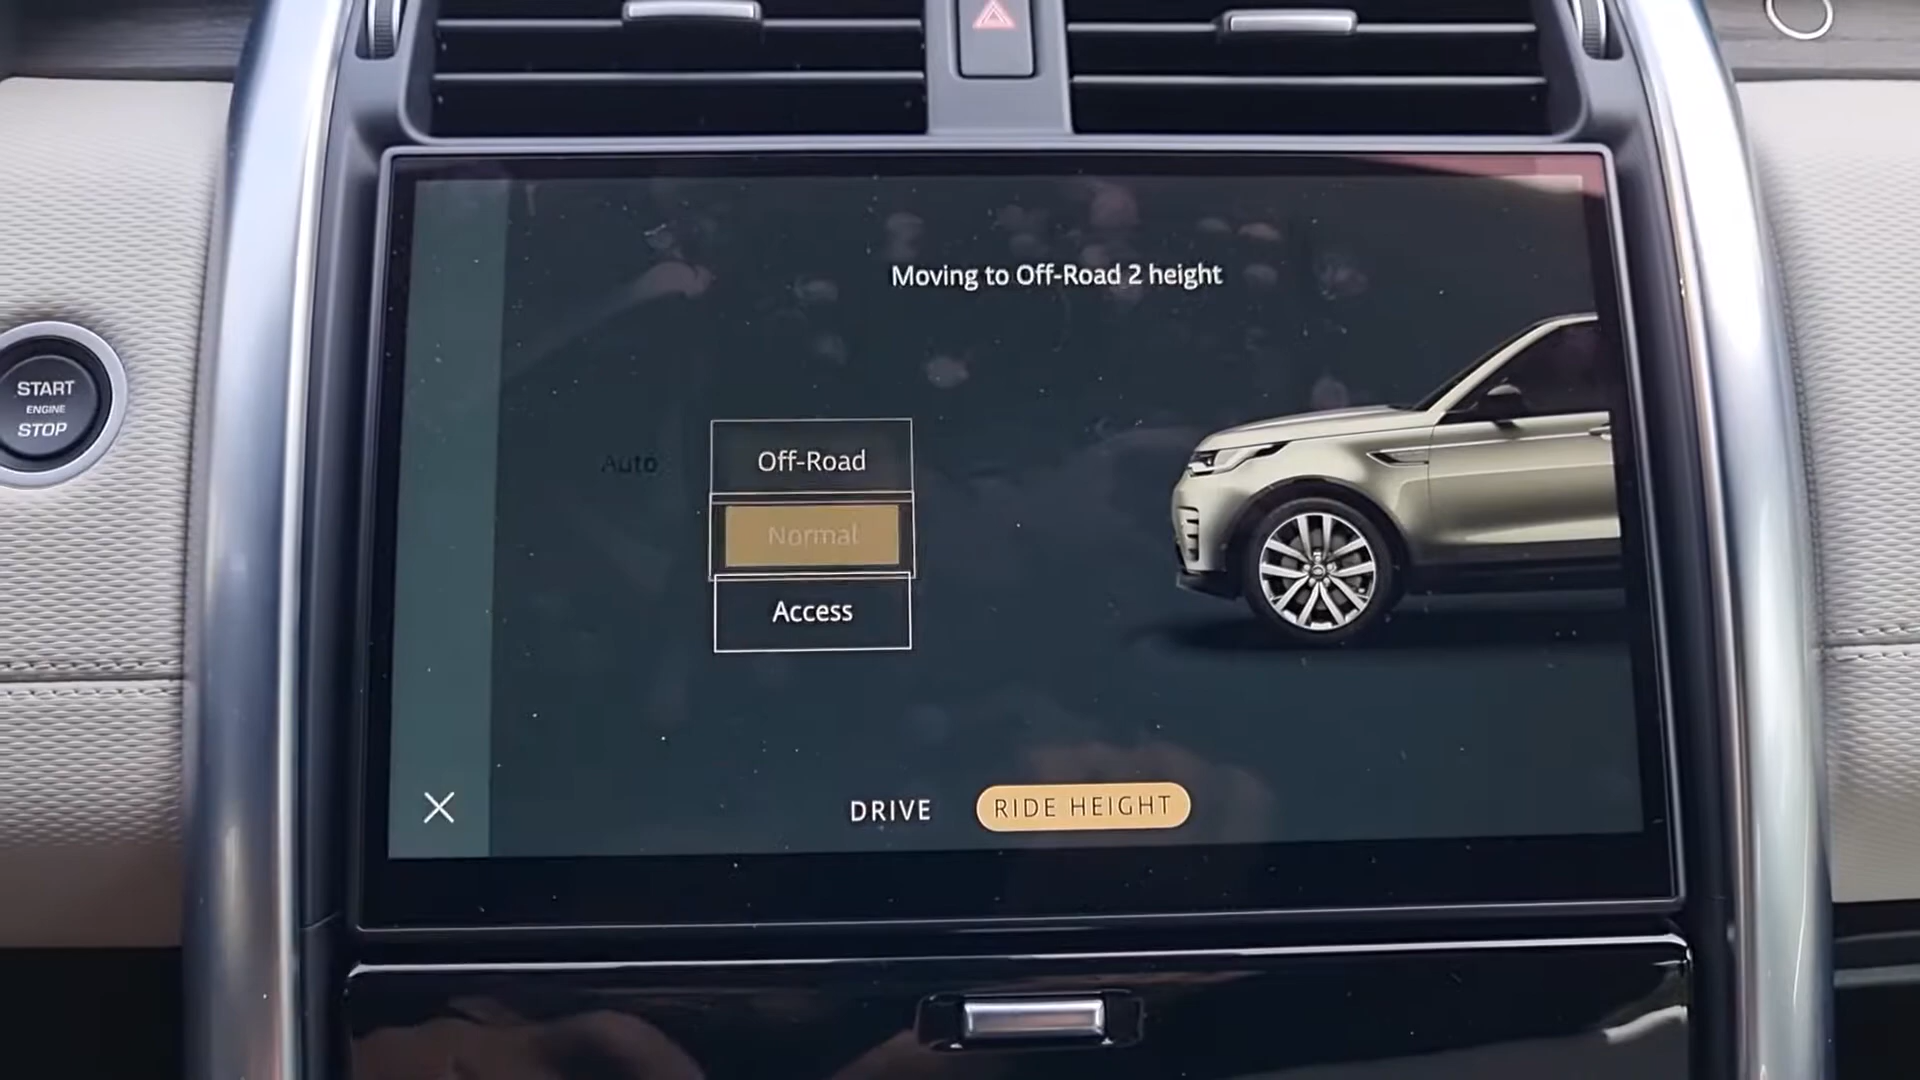 START
ENGINE
STOP
Moving to Off-Road 2 height
Auto
Off-Road
Normal
Access
DRIVE
RIDE HEIGHT